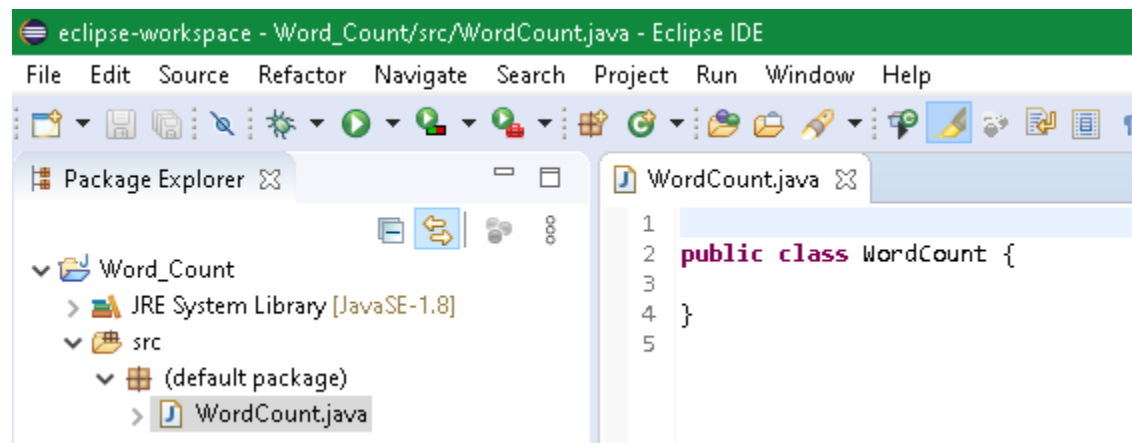 eclipse-workspace - Word_Count/src/WordCount.java - Eclipse IDE
File Edit Source Refactor Navigate Search Project Run Window Help
Package Explorer
WordCount.java
Word_Count
JRE System Library [JavaSE-1.8]
src
(default package)
WordCount.java
1
2 public class WordCount {
3
4 }
5